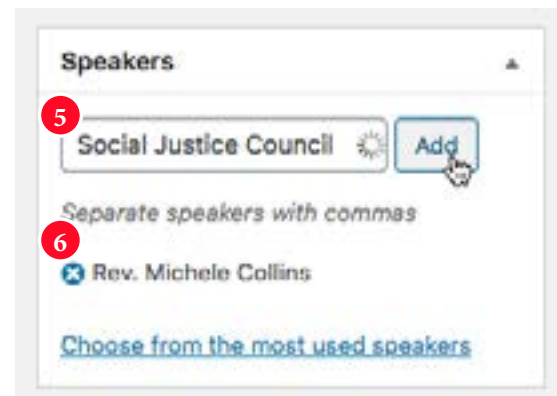 Speakers
5
Social Justice Council Add
Separate speakers with commas
6
Rev. Michele Collins
Choose from the most used speakers